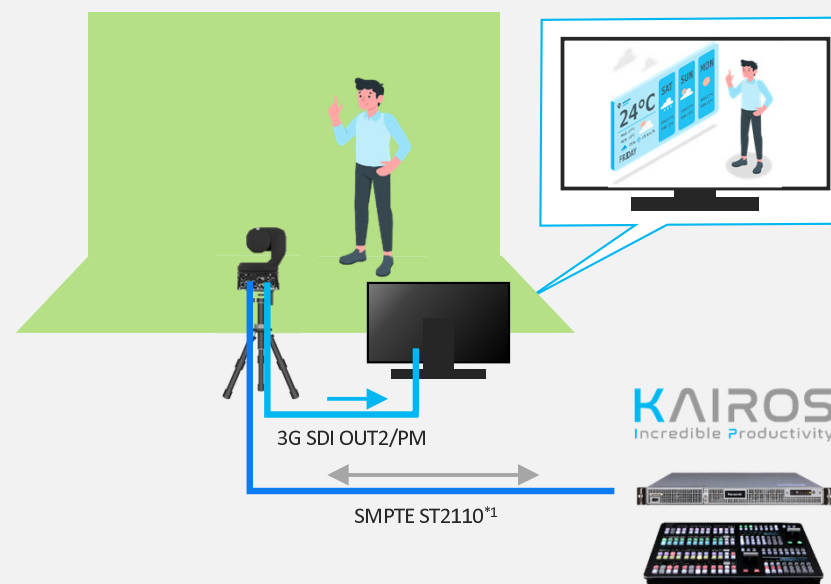 24°C
SAT
SUN
MON
FRIDAY
3G SDI OUT2/PM
KAIROS
Incredible Productivity
SMPTE ST2110*1